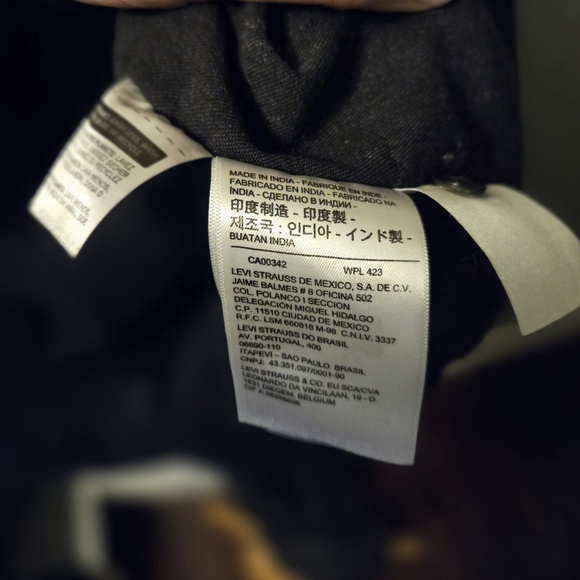 MADE IN INDIA - FABRIQUE EN INDE -
FABRICADO EN INDIA - FABRICADO NA
ÍNDIA - СДЕЛАНО В ИНДИИ -
印度制造 - 印度製 -
제조국 : 인디아 - インド製 -
BUATAN INDIA
CA00342 WPL 423
LEVI STRAUSS DE MEXICO, S.A. DE C.V.
JAIME BALMES # 8 OFICINA 502
COL. POLANCO I SECCION
DELEGACIÓN MIGUEL HIDALGO
C.P. 11510 CIUDAD DE MEXICO
R.F.C. LSM 660818 M-98 C.N.I.V. 3337
LEVI STRAUSS DO BRASIL
AV. PORTUGAL, 400
06690-110
ITAPEVI - SAO PAULO BRASIL
CNPJ: 43.351.097/0001-90
LEVI STRAUSS & CO. EU SCA/CVA
LEONARDO DA VINCILAAN, 19 - D
1831 DIEGEM, BELGIUM